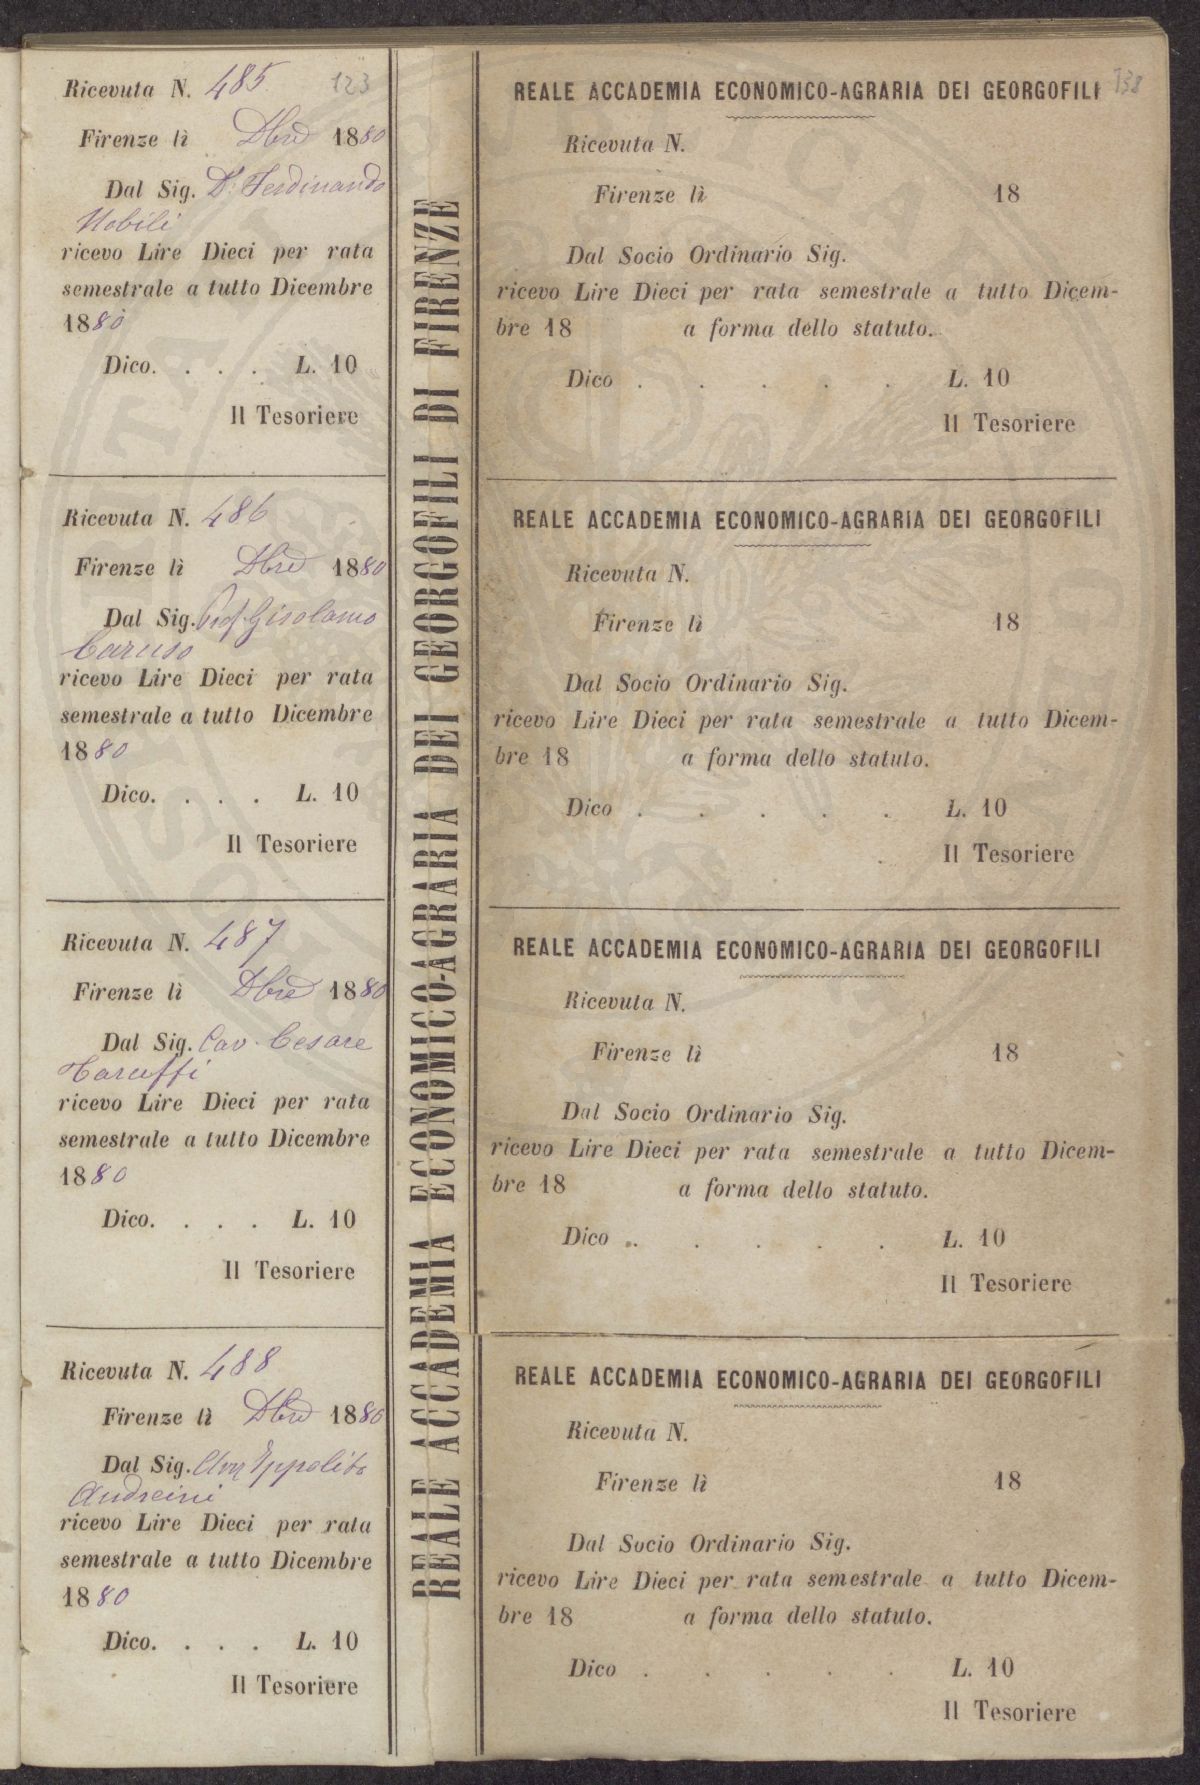 Ricevuta N. 485
123
Firenze lì Dbre 1880
Dal Sig. Dr. Ferdinando
Nobili
ricevo Lire Dieci per rata
semestrale a tutto Dicembre
1880
Dico. . . . L. 10
Il Tesoriere
Ricevuta N. 486
Firenze lì Dbre 1880
Dal Sig. Prof. Girolamo
Caruso
ricevo Lire Dieci per rata
semestrale a tutto Dicembre
1880
Dico. . . . L. 10
Il Tesoriere
Ricevuta N. 487
Firenze lì Dbre 1880
Dal Sig. Cav. Cesare
Taruffi
ricevo Lire Dieci per rata
semestrale a tutto Dicembre
1880
Dico. . . . L. 10
Il Tesoriere
Ricevuta N. 488
Firenze lì Dbre 1880
Dal Sig. Avv Ippolito
Andreini
ricevo Lire Dieci per rata
semestrale a tutto Dicembre
1880
Dico. . . . L. 10
Il Tesoriere
REALE ACCADEMIA ECONOMICO-AGRARIA DEI GEORGOFILI DI FIRENZE
REALE ACCADEMIA ECONOMICO-AGRARIA DEI GEORGOFILI
138
Ricevuta N.
Firenze lì 18
Dal Socio Ordinario Sig.
ricevo Lire Dieci per rata semestrale a tutto Dicem-
bre 18 a forma dello statuto.
Dico . . . . . L. 10
Il Tesoriere
REALE ACCADEMIA ECONOMICO-AGRARIA DEI GEORGOFILI
Ricevuta N.
Firenze lì 18
Dal Socio Ordinario Sig.
ricevo Lire Dieci per rata semestrale a tutto Dicem-
bre 18 a forma dello statuto.
Dico . . . . . L. 10
Il Tesoriere
REALE ACCADEMIA ECONOMICO-AGRARIA DEI GEORGOFILI
Ricevuta N.
Firenze lì 18
Dal Socio Ordinario Sig.
ricevo Lire Dieci per rata semestrale a tutto Dicem-
bre 18 a forma dello statuto.
Dico . . . . . L. 10
Il Tesoriere
REALE ACCADEMIA ECONOMICO-AGRARIA DEI GEORGOFILI
Ricevuta N.
Firenze lì 18
Dal Socio Ordinario Sig.
ricevo Lire Dieci per rata semestrale a tutto Dicem-
bre 18 a forma dello statuto.
Dico . . . . . L. 10
Il Tesoriere